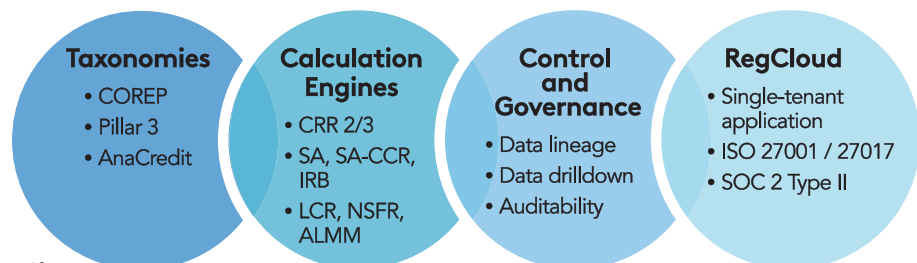 Taxonomies
• COREP
• Pillar 3
• AnaCredit
Calculation
Engines
• CRR 2/3
• SA, SA-CCR,
IRB
• LCR, NSFR,
ALMM
Control
and
Governance
• Data lineage
• Data drilldown
• Auditability
RegCloud
• Single-tenant
application
• ISO 27001 / 27017
• SOC 2 Type II